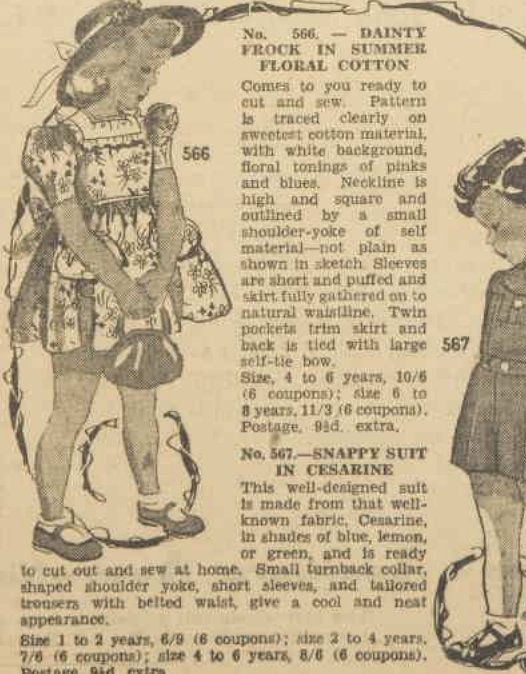 No. 566. — DAINTY
FROCK IN SUMMER
FLORAL COTTON
Comes to you ready to
cut and sew. Pattern
is traced clearly on
sweetest cotton material,
with white background,
floral tonings of pinks
and blues. Neckline is
high and square and
outlined by a small
shoulder-yoke of self
material—not plain as
shown in sketch. Sleeves
are short and puffed and
skirt fully gathered on to
natural waistline. Twin
pockets trim skirt and
back is tied with large
self-tie bow.
Size, 4 to 6 years, 10/6
(6 coupons); size 6 to
8 years, 11/3 (6 coupons).
Postage, 9½d. extra.
566
No. 567.—SNAPPY SUIT
IN CESARINE
This well-designed suit
is made from that well-
known fabric, Cesarine,
in shades of blue, lemon,
or green, and is ready
to cut out and sew at home. Small turnback collar,
shaped shoulder yoke, short sleeves, and tailored
trousers with belted waist, give a cool and neat
appearance.
Size 1 to 2 years, 6/9 (6 coupons); size 2 to 4 years,
7/6 (6 coupons); size 4 to 6 years, 8/6 (6 coupons).
Postage 9½d extra
567